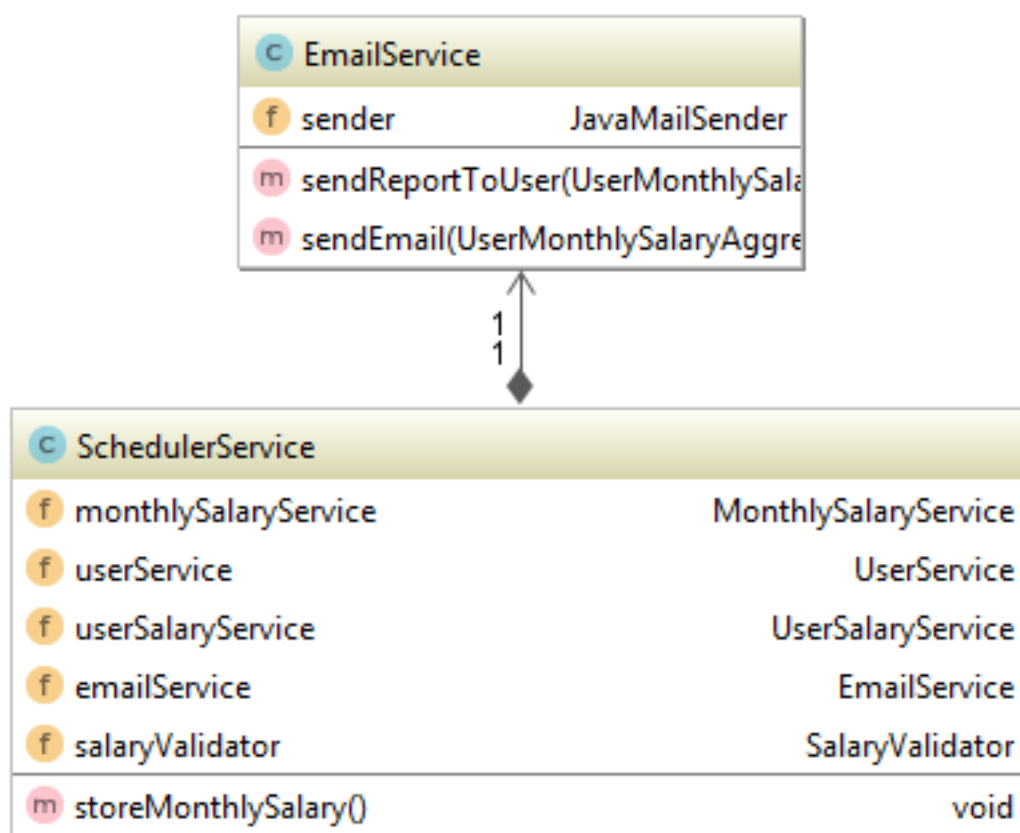 C EmailService
f sender JavaMailSender
m sendReportToUser(UserMonthlySala
m sendEmail(UserMonthlySalaryAggre
1
1
C SchedulerService
f monthlySalaryService MonthlySalaryService
f userService UserService
f userSalaryService UserSalaryService
f emailService EmailService
f salaryValidator SalaryValidator
m storeMonthlySalary() void